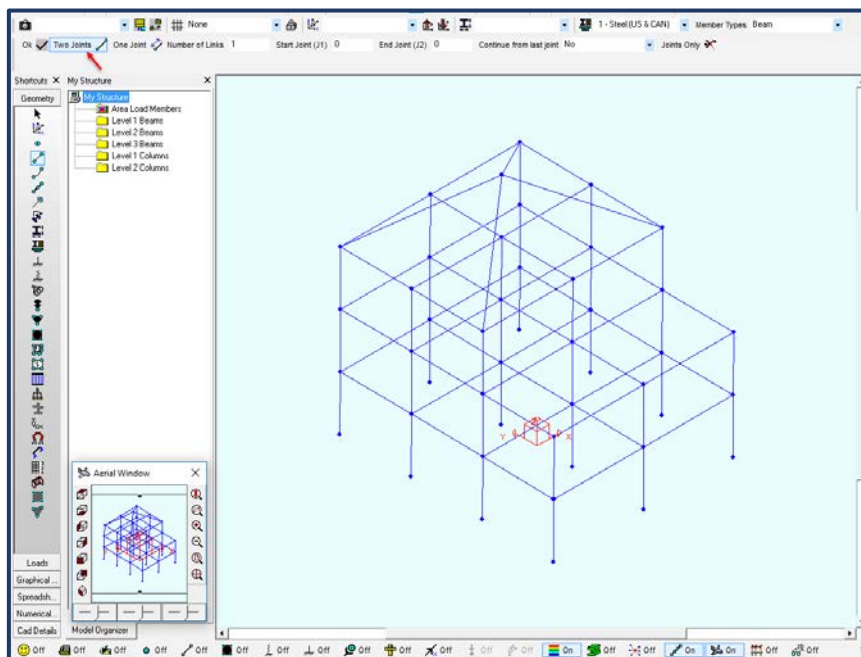 None 1 - Steel (US & CAN) Member Types Beam
Ok Two Joints One Joint Number of Links 1 Start Joint (J1) 0 End Joint (J2) 0 Continue from last joint No Joints Only
Shortcuts X My Structure X
Geometry
My Structure
Area Load Members
Level 1 Beams
Level 2 Beams
Level 3 Beams
Level 1 Columns
Level 2 Columns
Y X
Aerial Window
Loads
Graphical ...
Spreadsh...
Numerical...
Cad Details
Model Organizer
Off Off Off Off Off Off Off Off Off Off Off Off Off On Off Off On On Off Off